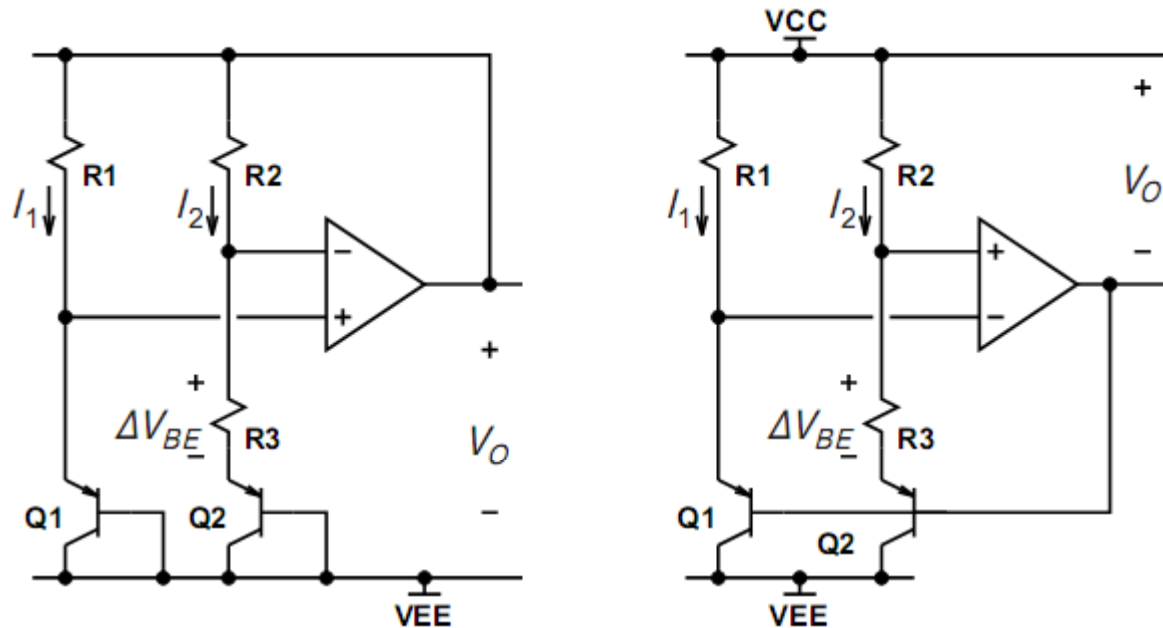 VCC
R1
R2
I1
I2
−
+
+
ΔVBE
−
R3
+
VO
−
Q1
Q2
VEE
R1
R2
I1
I2
+
VO
−
+
−
+
ΔVBE
−
R3
Q1
Q2
VEE